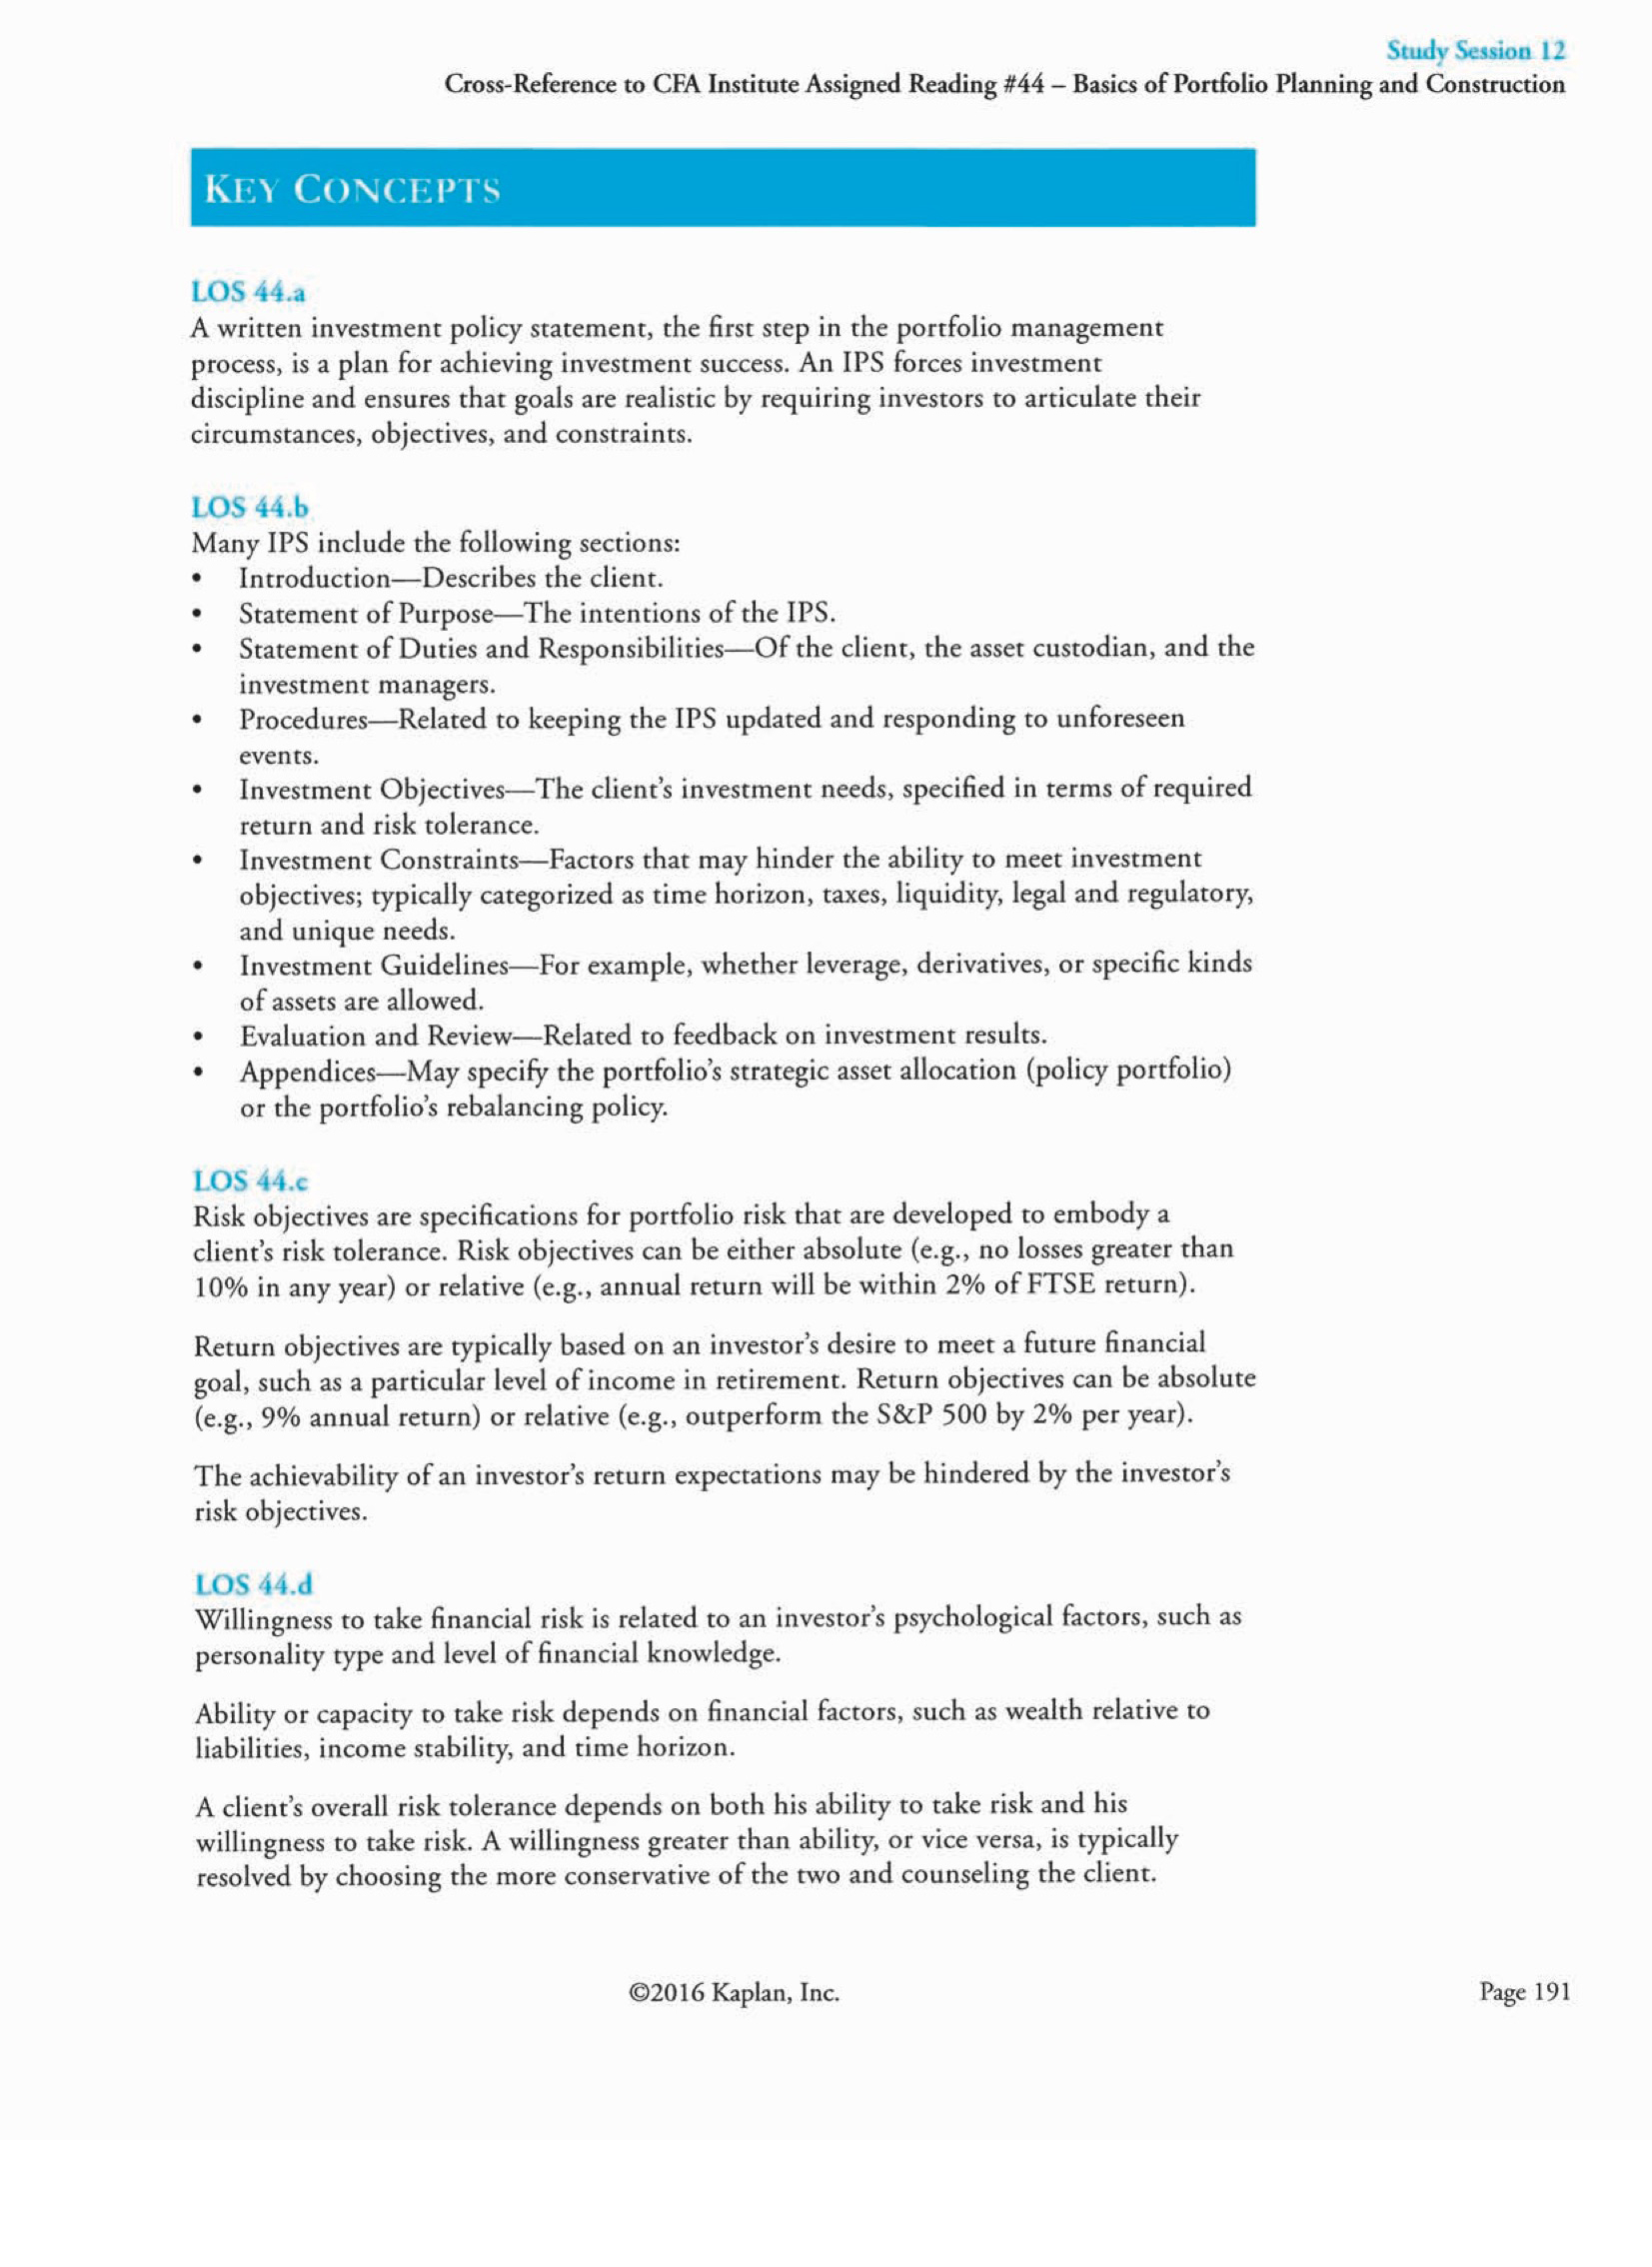 Study Session 12
Cross-Reference to CFA Institute Assigned Reading #44 – Basics of Portfolio Planning and Construction
KEY CONCEPTS
LOS 44.a
A written investment policy statement, the first step in the portfolio management
process, is a plan for achieving investment success. An IPS forces investment
discipline and ensures that goals are realistic by requiring investors to articulate their
circumstances, objectives, and constraints.
LOS 44.b
Many IPS include the following sections:
• Introduction—Describes the client.
• Statement of Purpose—The intentions of the IPS.
• Statement of Duties and Responsibilities—Of the client, the asset custodian, and the
investment managers.
• Procedures—Related to keeping the IPS updated and responding to unforeseen
events.
• Investment Objectives—The client's investment needs, specified in terms of required
return and risk tolerance.
• Investment Constraints—Factors that may hinder the ability to meet investment
objectives; typically categorized as time horizon, taxes, liquidity, legal and regulatory,
and unique needs.
• Investment Guidelines—For example, whether leverage, derivatives, or specific kinds
of assets are allowed.
• Evaluation and Review—Related to feedback on investment results.
• Appendices—May specify the portfolio's strategic asset allocation (policy portfolio)
or the portfolio's rebalancing policy.
LOS 44.c
Risk objectives are specifications for portfolio risk that are developed to embody a
client's risk tolerance. Risk objectives can be either absolute (e.g., no losses greater than
10% in any year) or relative (e.g., annual return will be within 2% of FTSE return).
Return objectives are typically based on an investor's desire to meet a future financial
goal, such as a particular level of income in retirement. Return objectives can be absolute
(e.g., 9% annual return) or relative (e.g., outperform the S&P 500 by 2% per year).
The achievability of an investor's return expectations may be hindered by the investor's
risk objectives.
LOS 44.d
Willingness to take financial risk is related to an investor's psychological factors, such as
personality type and level of financial knowledge.
Ability or capacity to take risk depends on financial factors, such as wealth relative to
liabilities, income stability, and time horizon.
A client's overall risk tolerance depends on both his ability to take risk and his
willingness to take risk. A willingness greater than ability, or vice versa, is typically
resolved by choosing the more conservative of the two and counseling the client.
©2016 Kaplan, Inc.
Page 191